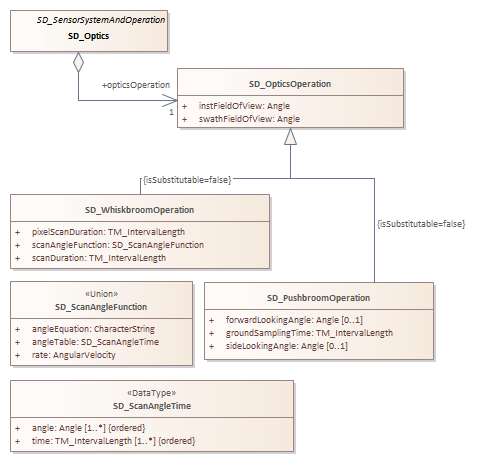 SD_SensorSystemAndOperation
SD_Optics
+opticsOperation
1
SD_OpticsOperation
+ instFieldOfView: Angle
+ swathFieldOfView: Angle
{isSubstitutable=false}
{isSubstitutable=false}
SD_WhiskbroomOperation
+ pixelScanDuration: TM_IntervalLength
+ scanAngleFunction: SD_ScanAngleFunction
+ scanDuration: TM_IntervalLength
«Union»
SD_ScanAngleFunction
+ angleEquation: CharacterString
+ angleTable: SD_ScanAngleTime
+ rate: AngularVelocity
SD_PushbroomOperation
+ forwardLookingAngle: Angle [0..1]
+ groundSamplingTime: TM_IntervalLength
+ sideLookingAngle: Angle [0..1]
«DataType»
SD_ScanAngleTime
+ angle: Angle [1..*] {ordered}
+ time: TM_IntervalLength [1..*] {ordered}